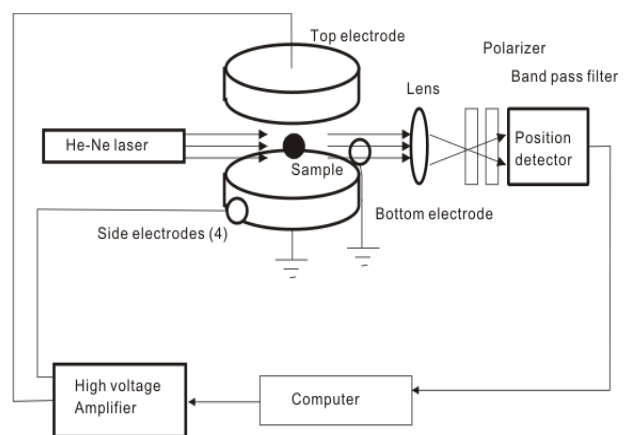 Top electrode
Polarizer
Band pass filter
Lens
He-Ne laser
Position
detector
Sample
Bottom electrode
Side electrodes (4)
High voltage
Amplifier
Computer